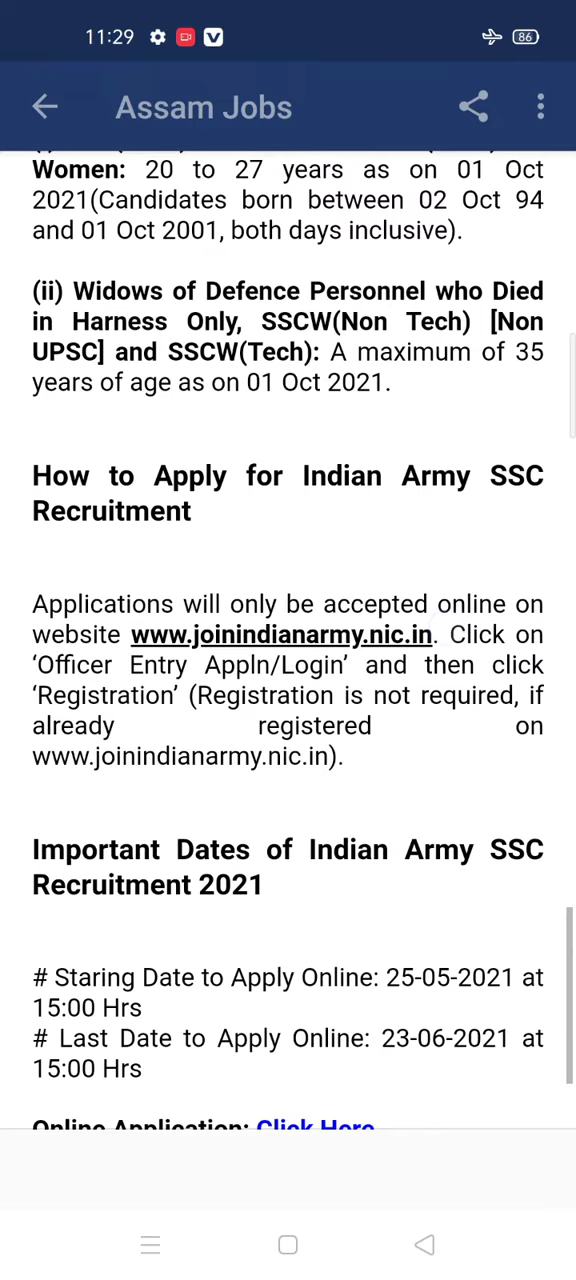 11:29
86
Assam Jobs
Women: 20 to 27 years as on 01 Oct
2021(Candidates born between 02 Oct 94
and 01 Oct 2001, both days inclusive).
(ii) Widows of Defence Personnel who Died
in Harness Only, SSCW(Non Tech) [Non
UPSC] and SSCW(Tech): A maximum of 35
years of age as on 01 Oct 2021.
How to Apply for Indian Army SSC
Recruitment
Applications will only be accepted online on
website www.joinindianarmy.nic.in. Click on
‘Officer Entry Appln/Login’ and then click
‘Registration’ (Registration is not required, if
already registered on
www.joinindianarmy.nic.in).
Important Dates of Indian Army SSC
Recruitment 2021
# Staring Date to Apply Online: 25-05-2021 at
15:00 Hrs
# Last Date to Apply Online: 23-06-2021 at
15:00 Hrs
Online Application: Click Here